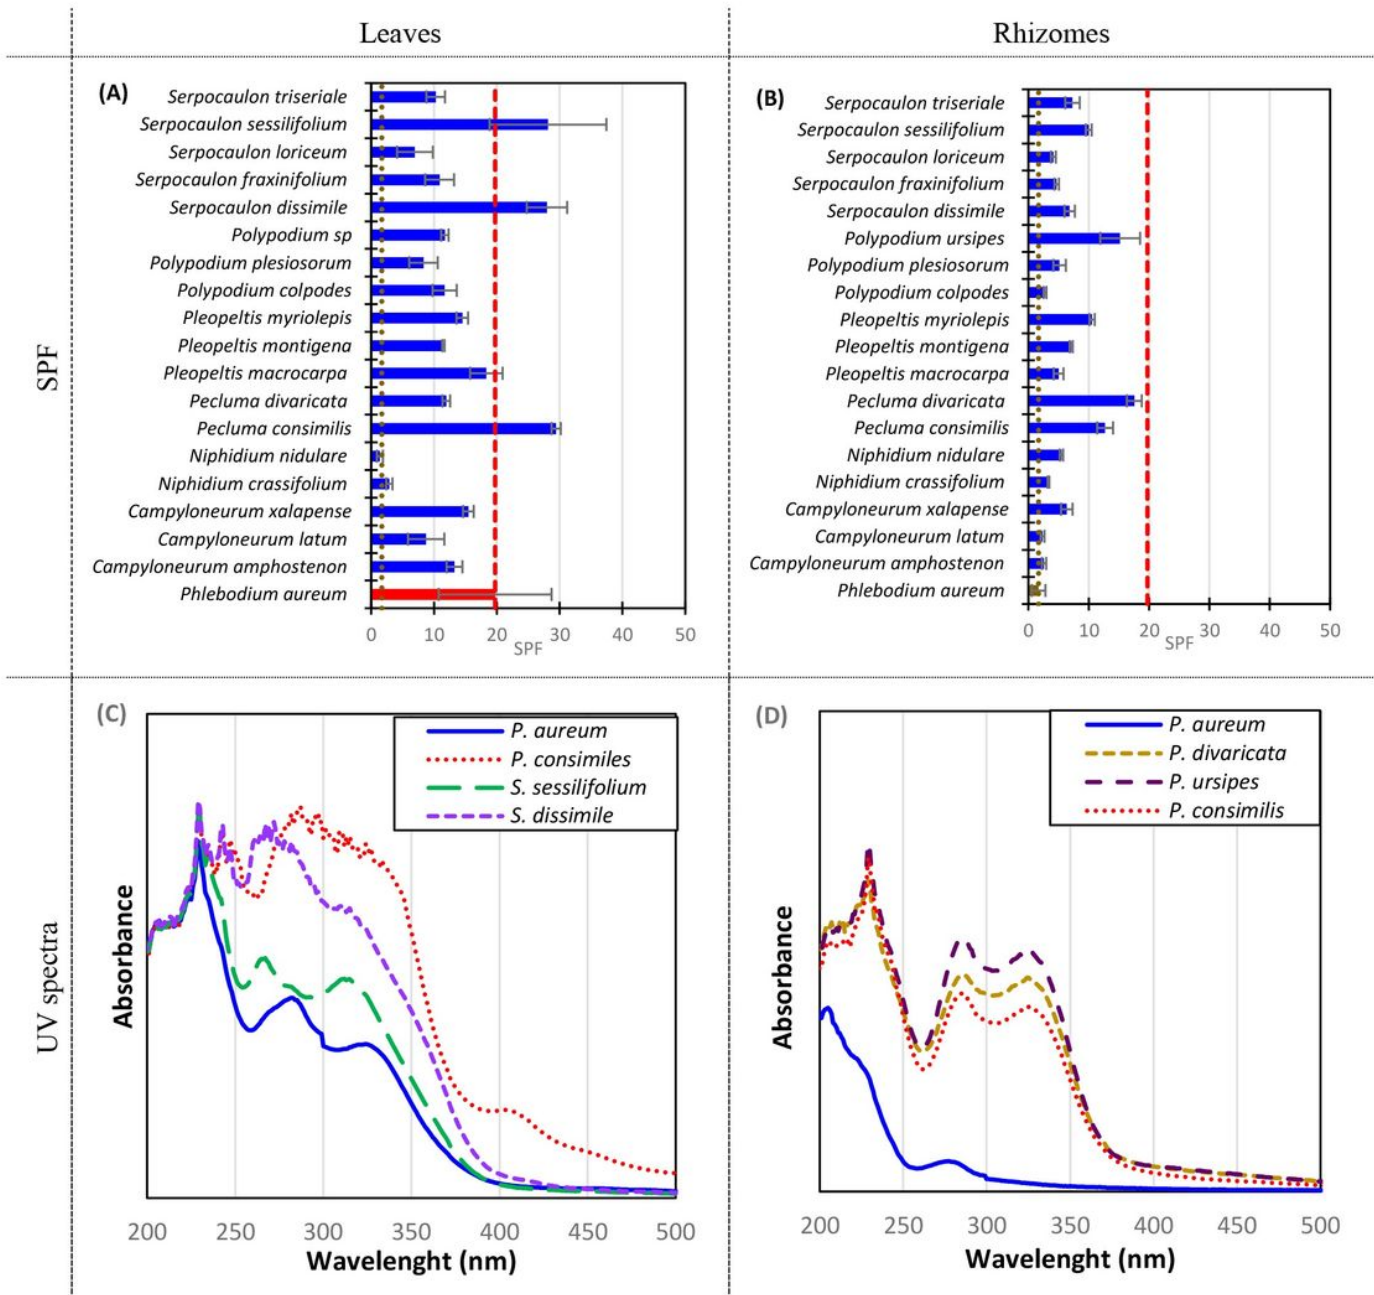 Leaves
Rhizomes
SPF
(A)
Serpocaulon triseriale
Serpocaulon sessilifolium
Serpocaulon loriceum
Serpocaulon fraxinifolium
Serpocaulon dissimile
Polypodium sp
Polypodium plesiosorum
Polypodium colpodes
Pleopeltis myriolepis
Pleopeltis montigena
Pleopeltis macrocarpa
Pecluma divaricata
Pecluma consimilis
Niphidium nidulare
Niphidium crassifolium
Campyloneurum xalapense
Campyloneurum latum
Campyloneurum amphostenon
Phlebodium aureum
0 10 20 30 40 50
SPF
(B)
Serpocaulon triseriale
Serpocaulon sessilifolium
Serpocaulon loriceum
Serpocaulon fraxinifolium
Serpocaulon dissimile
Polypodium ursipes
Polypodium plesiosorum
Polypodium colpodes
Pleopeltis myriolepis
Pleopeltis montigena
Pleopeltis macrocarpa
Pecluma divaricata
Pecluma consimilis
Niphidium nidulare
Niphidium crassifolium
Campyloneurum xalapense
Campyloneurum latum
Campyloneurum amphostenon
Phlebodium aureum
0 10 20 30 40 50
SPF
UV spectra
(C)
P. aureum
P. consimiles
S. sessilifolium
S. dissimile
Absorbance
200 250 300 350 400 450 500
Wavelenght (nm)
(D)
P. aureum
P. divaricata
P. ursipes
P. consimilis
Absorbance
200 250 300 350 400 450 500
Wavelenght (nm)